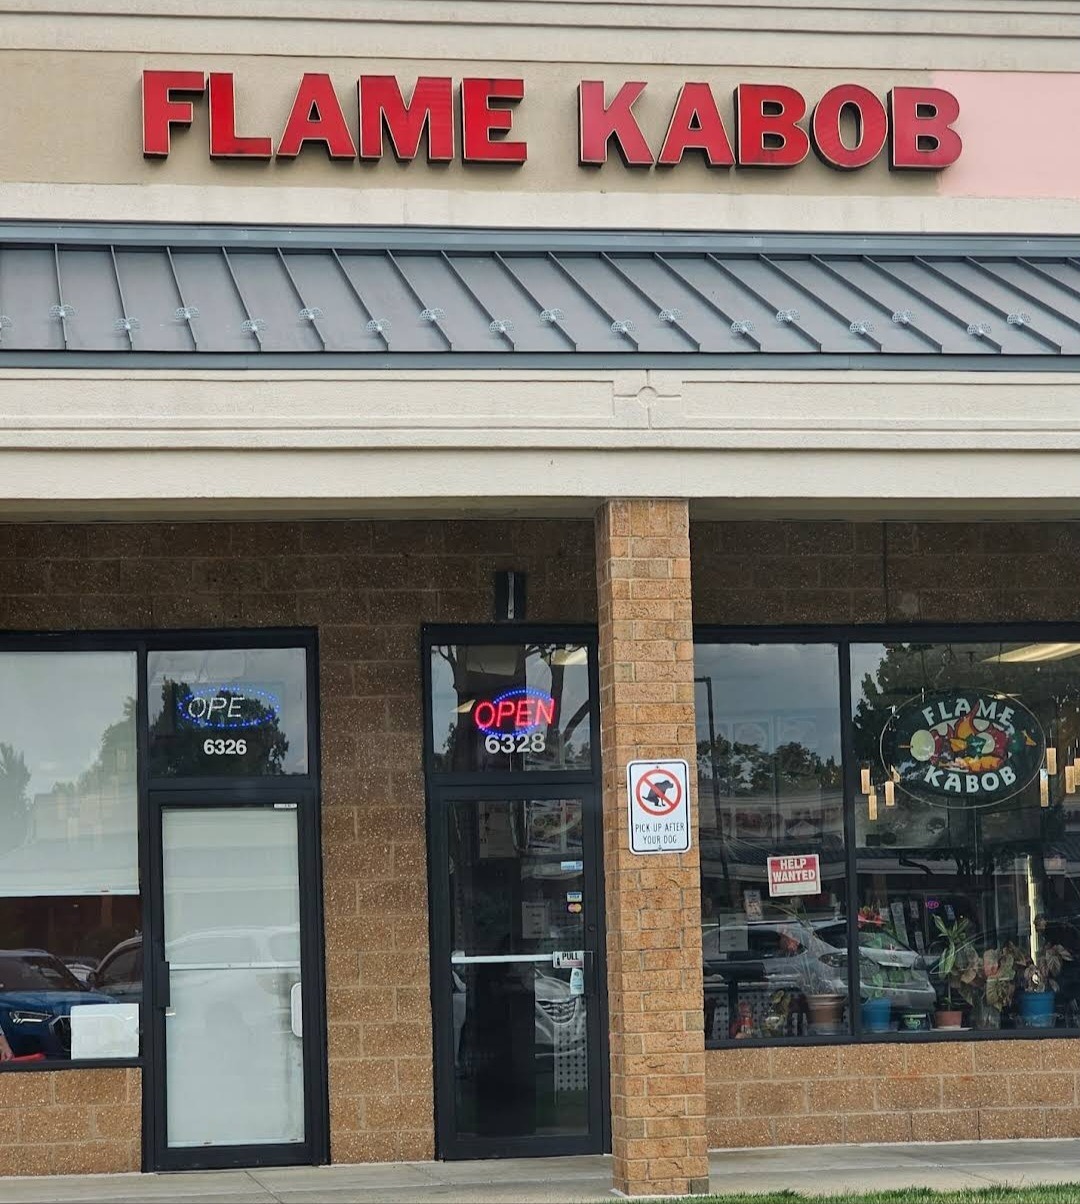 FLAME KABOB
OPE
6326
OPEN
6328
PICK UP AFTER
YOUR DOG
PULL
HELP
WANTED
FLAME
KABOB